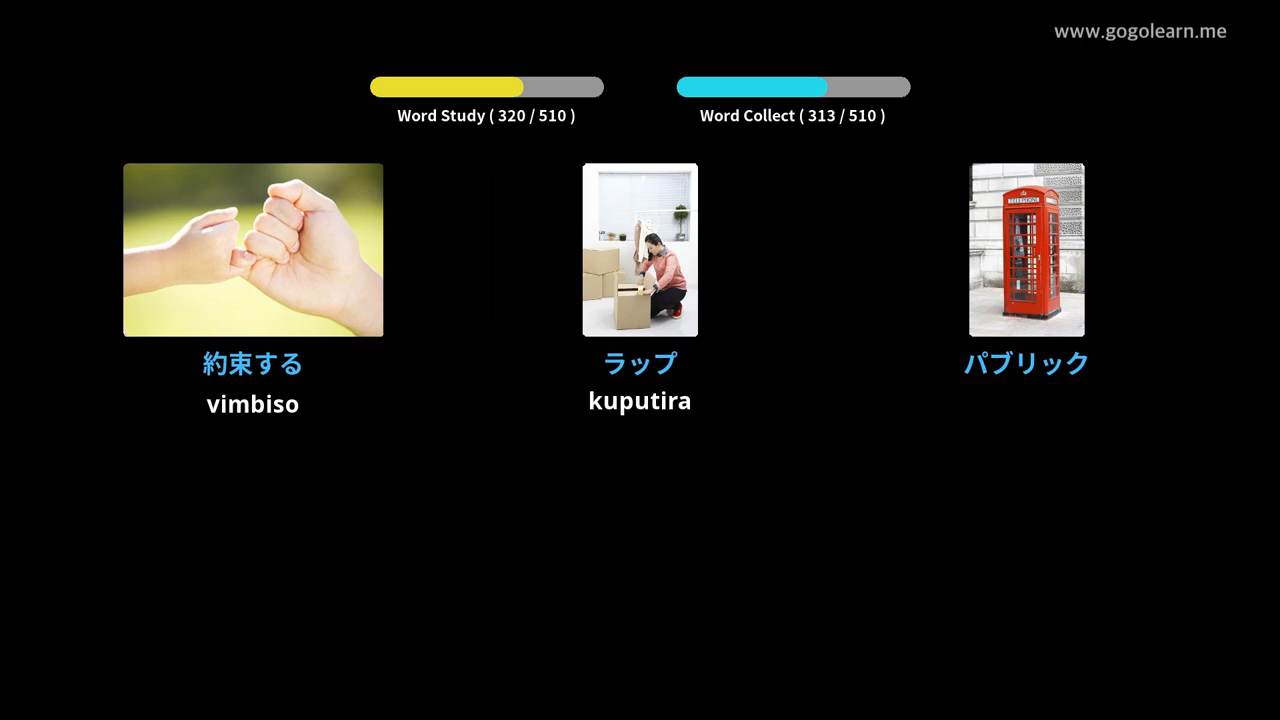 www.gogolearn.me
Word Study ( 320 / 510 )
Word Collect ( 313 / 510 )
TELEPHONE
約束する
ラップ
パブリック
vimbiso
kuputira